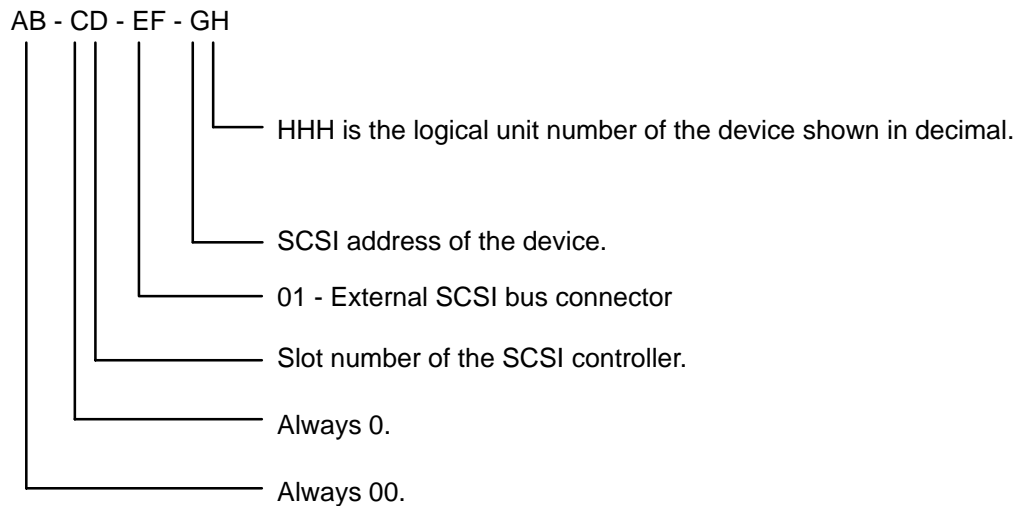 AB - CD - EF - GH
HHH is the logical unit number of the device shown in decimal.
SCSI address of the device.
01 - External SCSI bus connector
Slot number of the SCSI controller.
Always 0.
Always 00.